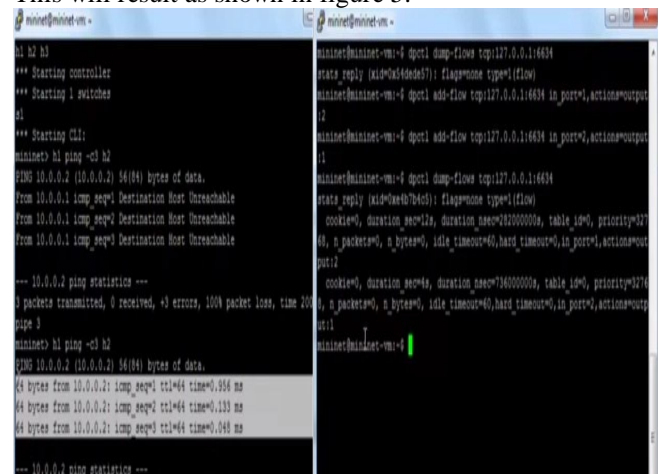 This will result as shown in figure 3.
mininet@mininet-vm: ~
h1 h2 h3
*** Starting controller
*** Starting 1 switches
s1
*** Starting CLI:
mininet> h1 ping -c3 h2
PING 10.0.0.2 (10.0.0.2) 56(84) bytes of data.
From 10.0.0.1 icmp_seq=1 Destination Host Unreachable
From 10.0.0.1 icmp_seq=2 Destination Host Unreachable
From 10.0.0.1 icmp_seq=3 Destination Host Unreachable
--- 10.0.0.2 ping statistics ---
3 packets transmitted, 0 received, +3 errors, 100% packet loss, time 200
pipe 3
mininet> h1 ping -c3 h2
PING 10.0.0.2 (10.0.0.2) 56(84) bytes of data.
64 bytes from 10.0.0.2: icmp_seq=1 ttl=64 time=0.956 ms
64 bytes from 10.0.0.2: icmp_seq=2 ttl=64 time=0.133 ms
64 bytes from 10.0.0.2: icmp_seq=3 ttl=64 time=0.048 ms
--- 10.0.0.2 ping statistics ---
mininet@mininet-vm: ~
mininet@mininet-vm:~$ dpctl dump-flows tcp:127.0.0.1:6634
stats_reply (xid=0x54dede57): flags=none type=1(flow)
mininet@mininet-vm:~$ dpctl add-flow tcp:127.0.0.1:6634 in_port=1,actions=output
:2
mininet@mininet-vm:~$ dpctl add-flow tcp:127.0.0.1:6634 in_port=2,actions=output
:1
mininet@mininet-vm:~$ dpctl dump-flows tcp:127.0.0.1:6634
stats_reply (xid=0xe4b7b4c5): flags=none type=1(flow)
cookie=0, duration_sec=12s, duration_nsec=282000000s, table_id=0, priority=327
68, n_packets=0, n_bytes=0, idle_timeout=60,hard_timeout=0,in_port=1,actions=out
put:2
cookie=0, duration_sec=4s, duration_nsec=736000000s, table_id=0, priority=3276
8, n_packets=0, n_bytes=0, idle_timeout=60,hard_timeout=0,in_port=2,actions=outp
ut:1
mininet@mininet-vm:~$